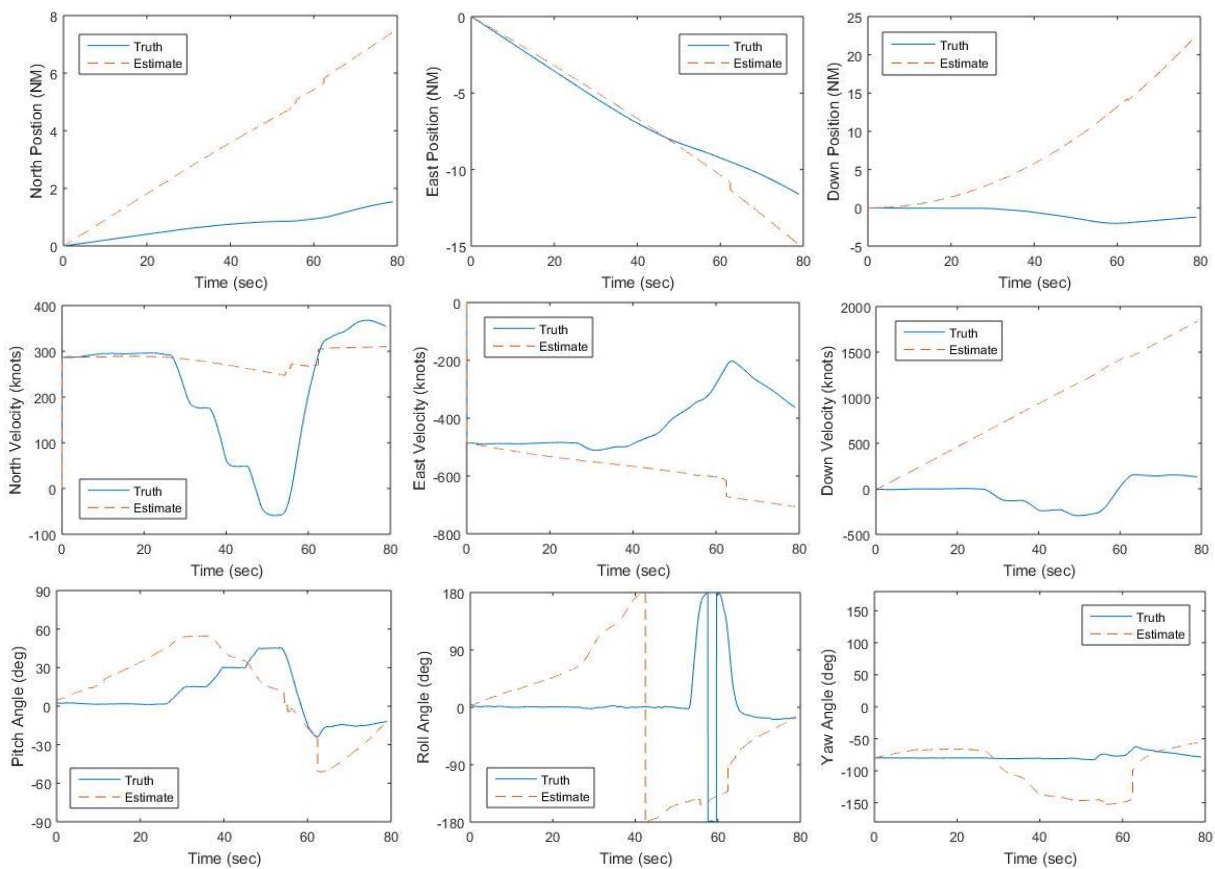 8
6
4
2
0
North Postion (NM)
Truth
Estimate
0 20 40 60 80
Time (sec)
0
-5
-10
-15
East Position (NM)
Truth
Estimate
0 20 40 60 80
Time (sec)
25
20
15
10
5
0
-5
Down Position (NM)
Truth
Estimate
0 20 40 60 80
Time (sec)
400
300
200
100
0
-100
North Velocity (knots)
Truth
Estimate
0 20 40 60 80
Time (sec)
0
-200
-400
-600
-800
East Velocity (knots)
Truth
Estimate
0 20 40 60 80
Time (sec)
2000
1500
1000
500
0
-500
Down Velocity (knots)
Truth
Estimate
0 20 40 60 80
Time (sec)
90
60
30
0
-30
-60
-90
Pitch Angle (deg)
Truth
Estimate
0 20 40 60 80
Time (sec)
180
90
0
-90
-180
Roll Angle (deg)
Truth
Estimate
0 20 40 60 80
Time (sec)
150
100
50
0
-50
-100
-150
Yaw Angle (deg)
Truth
Estimate
0 20 40 60 80
Time (sec)